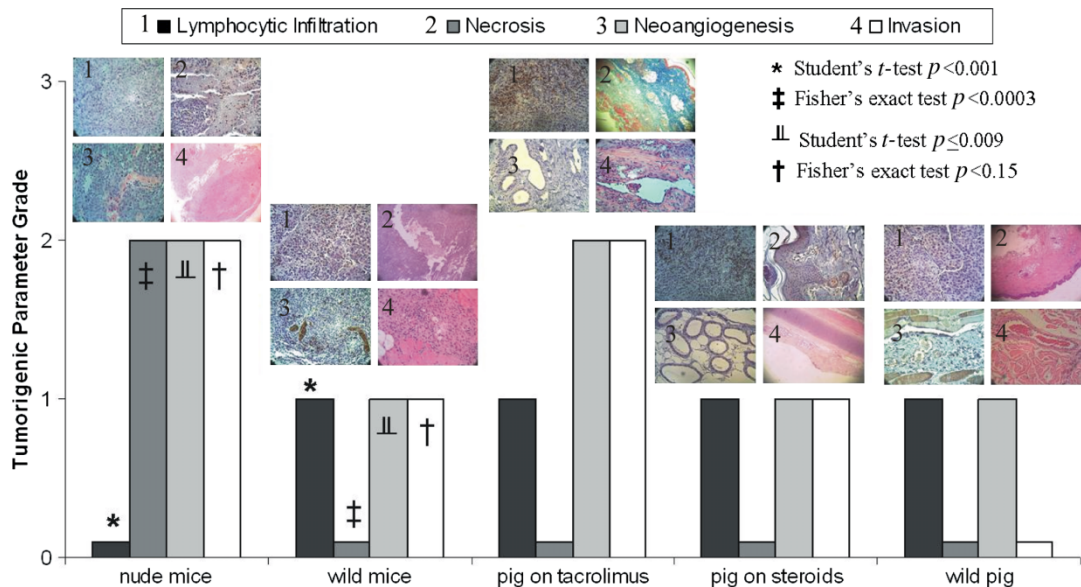 1 Lymphocytic Infiltration 2 Necrosis 3 Neoangiogenesis 4 Invasion
* Student's t-test p<0.001
‡ Fisher's exact test p<0.0003
╨ Student's t-test p≤0.009
† Fisher's exact test p<0.15
Tumorigenic Parameter Grade
3
2
1
0
1 2
3 4
1 2
3 4
1 2
3 4
1 2
3 4
1 2
3 4
* ‡ ╨ †
* ‡ ╨ †
nude mice wild mice pig on tacrolimus pig on steroids wild pig